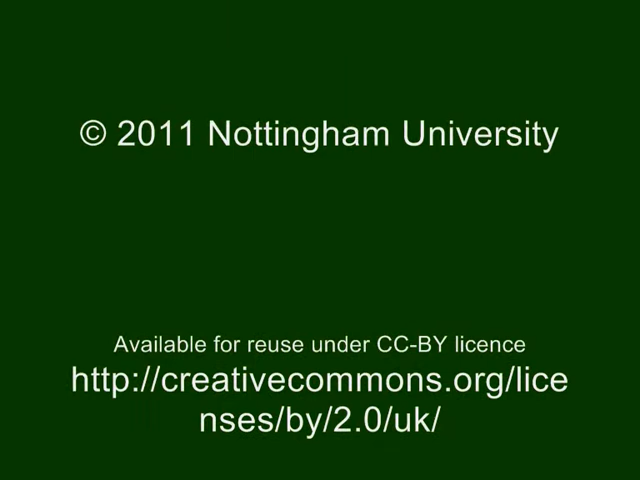 © 2011 Nottingham University
Available for reuse under CC-BY licence
http://creativecommons.org/lice
nses/by/2.0/uk/